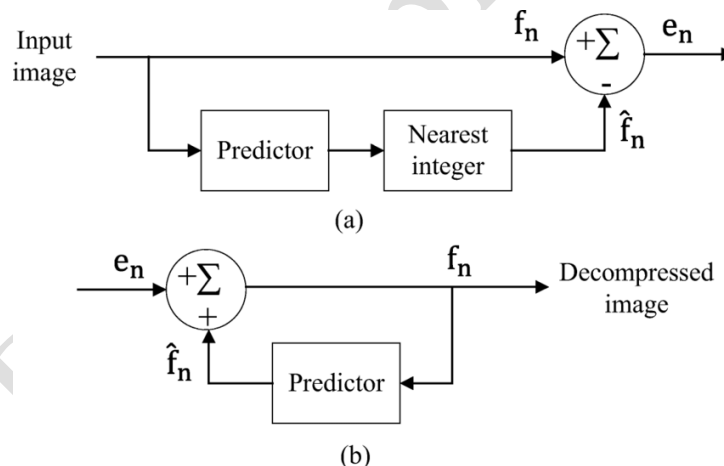 Input
image
f_n
+Σ
-
e_n
Predictor
Nearest
integer
f̂_n
(a)
e_n
+Σ
+
f_n
Decompressed
image
f̂_n
Predictor
(b)